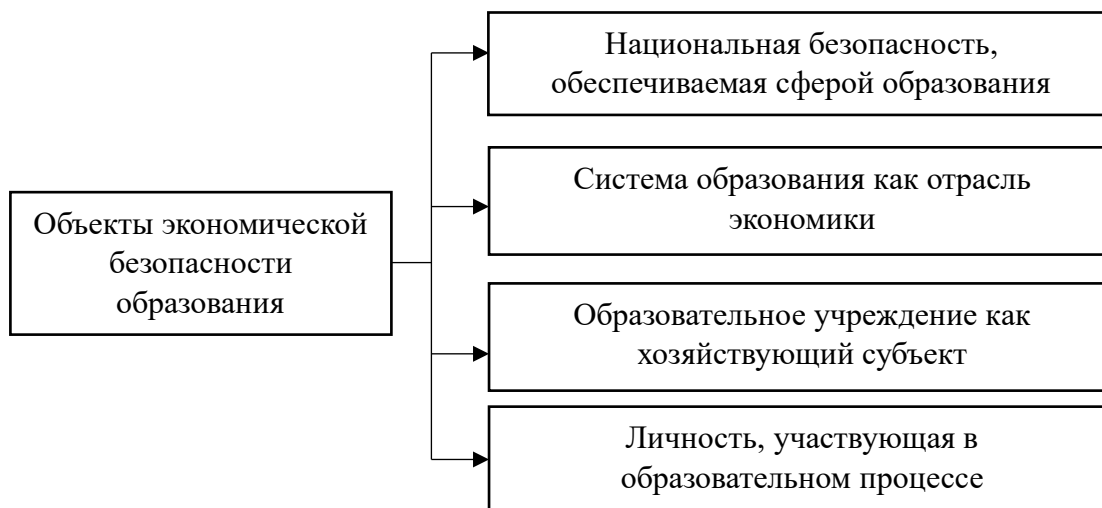 Объекты экономической
безопасности
образования
Национальная безопасность,
обеспечиваемая сферой образования
Система образования как отрасль
экономики
Образовательное учреждение как
хозяйствующий субъект
Личность, участвующая в
образовательном процессе